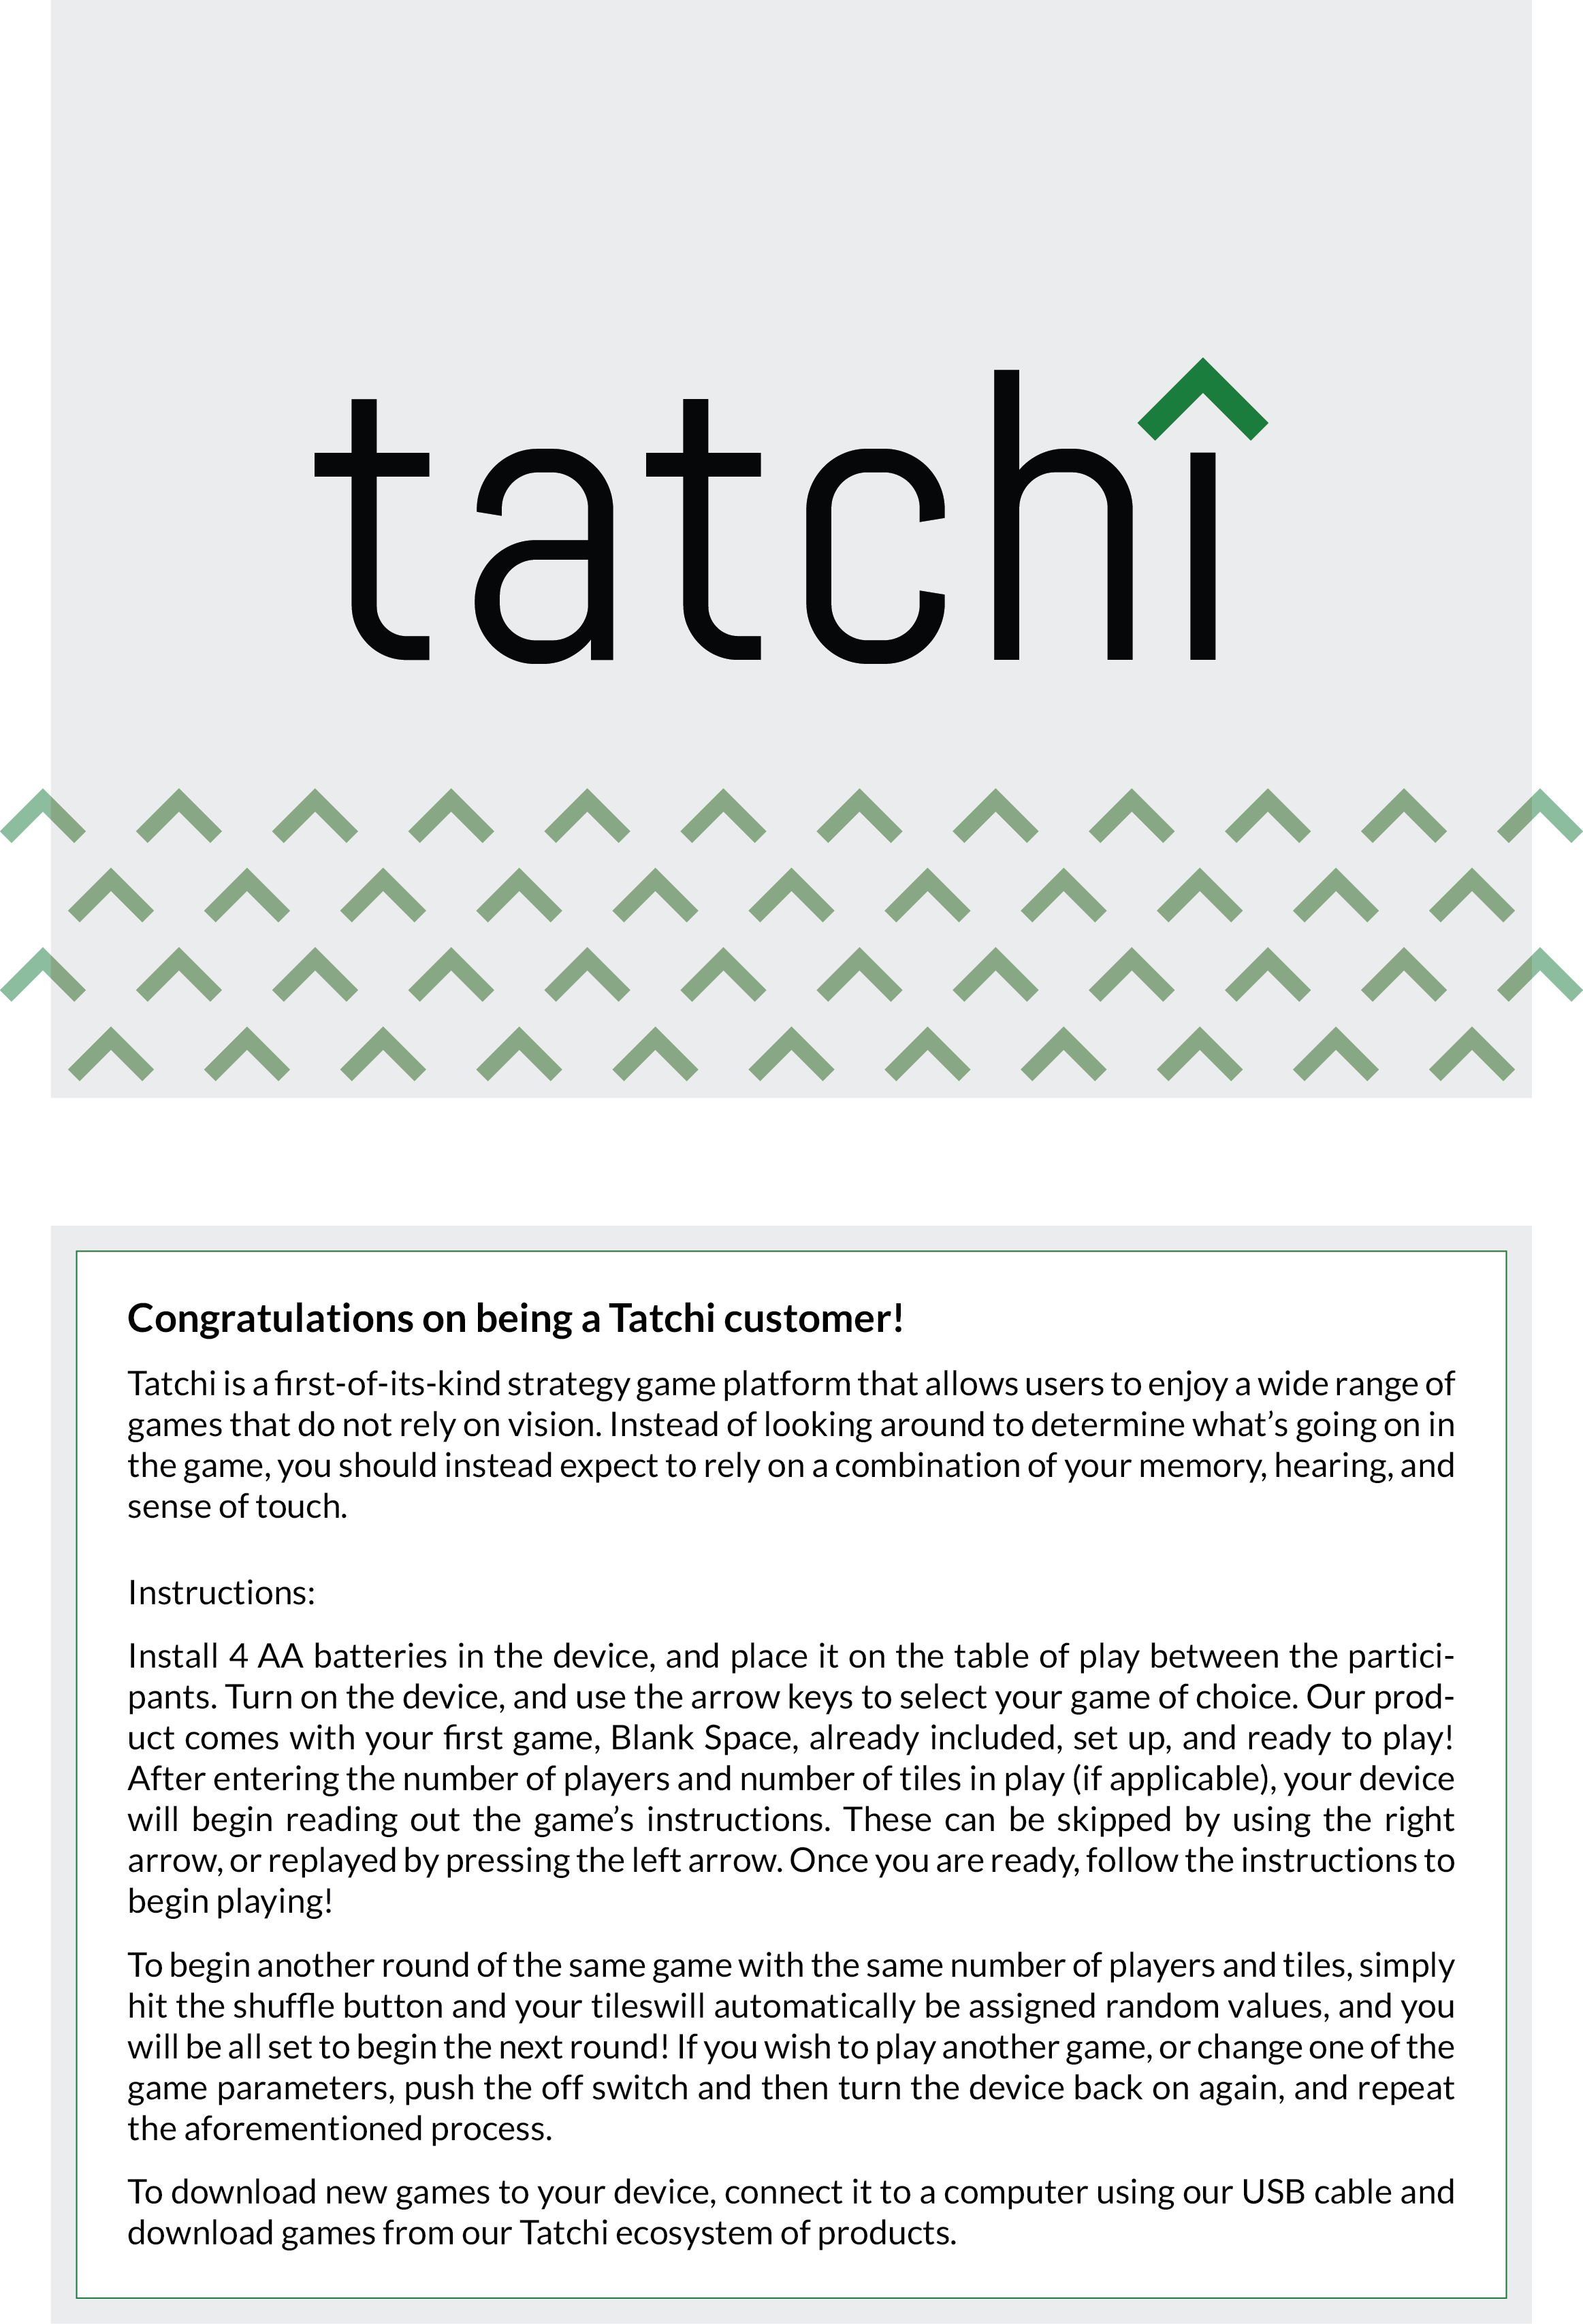 tatchî
Congratulations on being a Tatchi customer!
Tatchi is a first-of-its-kind strategy game platform that allows users to enjoy a wide range of
games that do not rely on vision. Instead of looking around to determine what’s going on in
the game, you should instead expect to rely on a combination of your memory, hearing, and
sense of touch.
Instructions:
Install 4 AA batteries in the device, and place it on the table of play between the partici-
pants. Turn on the device, and use the arrow keys to select your game of choice. Our prod-
uct comes with your first game, Blank Space, already included, set up, and ready to play!
After entering the number of players and number of tiles in play (if applicable), your device
will begin reading out the game’s instructions. These can be skipped by using the right
arrow, or replayed by pressing the left arrow. Once you are ready, follow the instructions to
begin playing!
To begin another round of the same game with the same number of players and tiles, simply
hit the shuffle button and your tileswill automatically be assigned random values, and you
will be all set to begin the next round! If you wish to play another game, or change one of the
game parameters, push the off switch and then turn the device back on again, and repeat
the aforementioned process.
To download new games to your device, connect it to a computer using our USB cable and
download games from our Tatchi ecosystem of products.